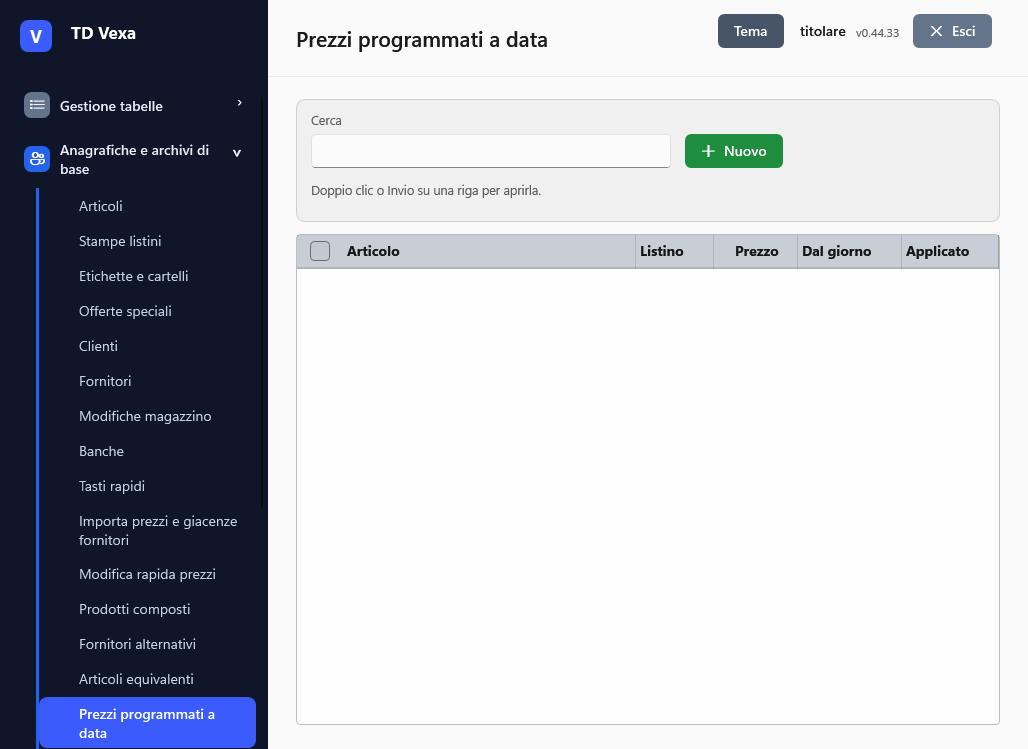 V TD Vexa
Prezzi programmati a data
Tema titolare v0.44.33 Esci
Gestione tabelle
Anagrafiche e archivi di
base
Articoli
Stampe listini
Etichette e cartelli
Offerte speciali
Clienti
Fornitori
Modifiche magazzino
Banche
Tasti rapidi
Importa prezzi e giacenze
fornitori
Modifica rapida prezzi
Prodotti composti
Fornitori alternativi
Articoli equivalenti
Prezzi programmati a
data
Cerca
Nuovo
Doppio clic o Invio su una riga per aprirla.
Articolo Listino Prezzo Dal giorno Applicato